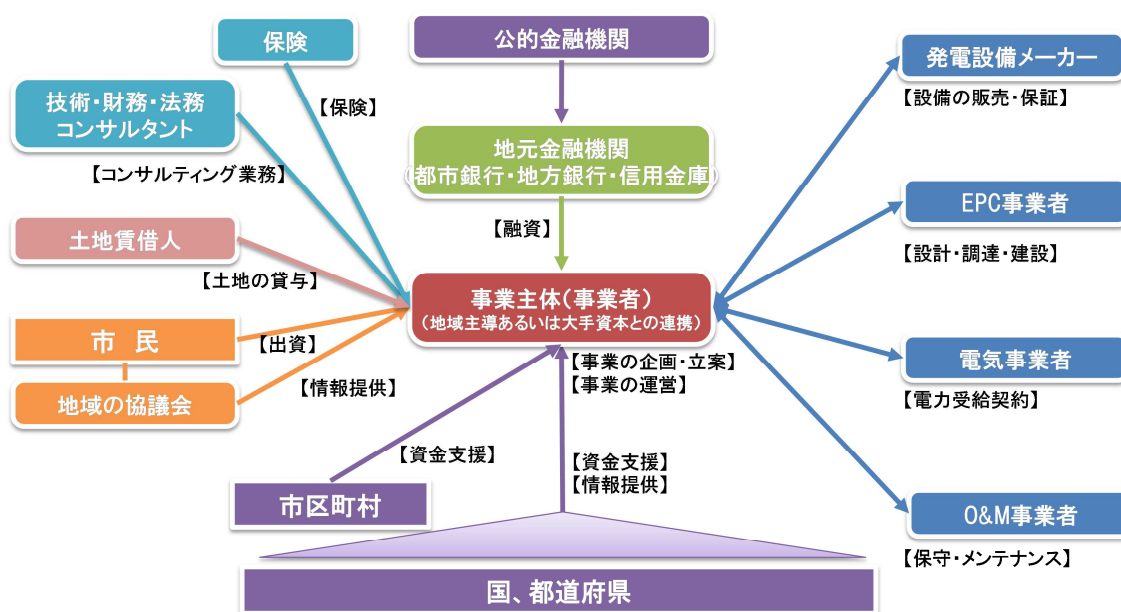 保険
公的金融機関
発電設備メーカー
【設備の販売・保証】
【保険】
技術・財務・法務
コンサルタント
【コンサルティング業務】
地元金融機関
（都市銀行・地方銀行・信用金庫）
EPC事業者
【設計・調達・建設】
【融資】
土地賃借人
【土地の貸与】
事業主体（事業者）
（地域主導あるいは大手資本との連携）
市 民
【出資】
【事業の企画・立案】
【事業の運営】
電気事業者
【電力受給契約】
地域の協議会
【情報提供】
【資金支援】
【資金支援】
【情報提供】
市区町村
O&M事業者
【保守・メンテナンス】
国、都道府県